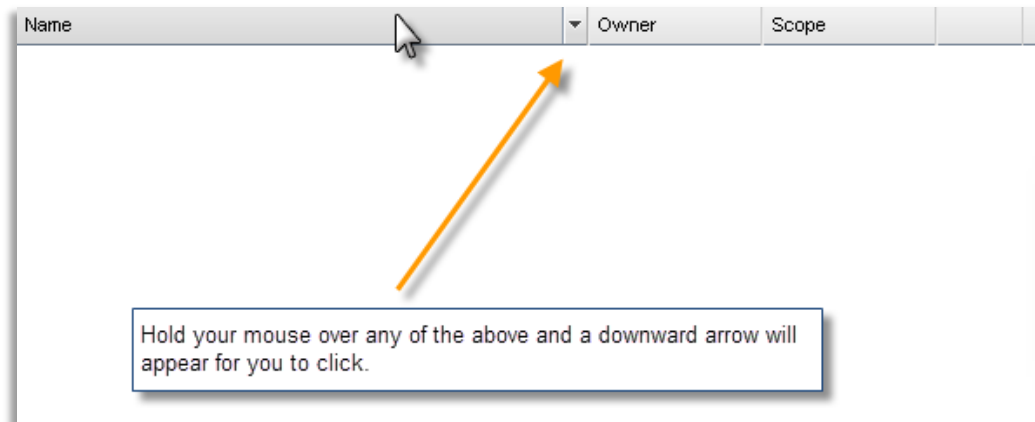 Name Owner Scope
Hold your mouse over any of the above and a downward arrow will
appear for you to click.